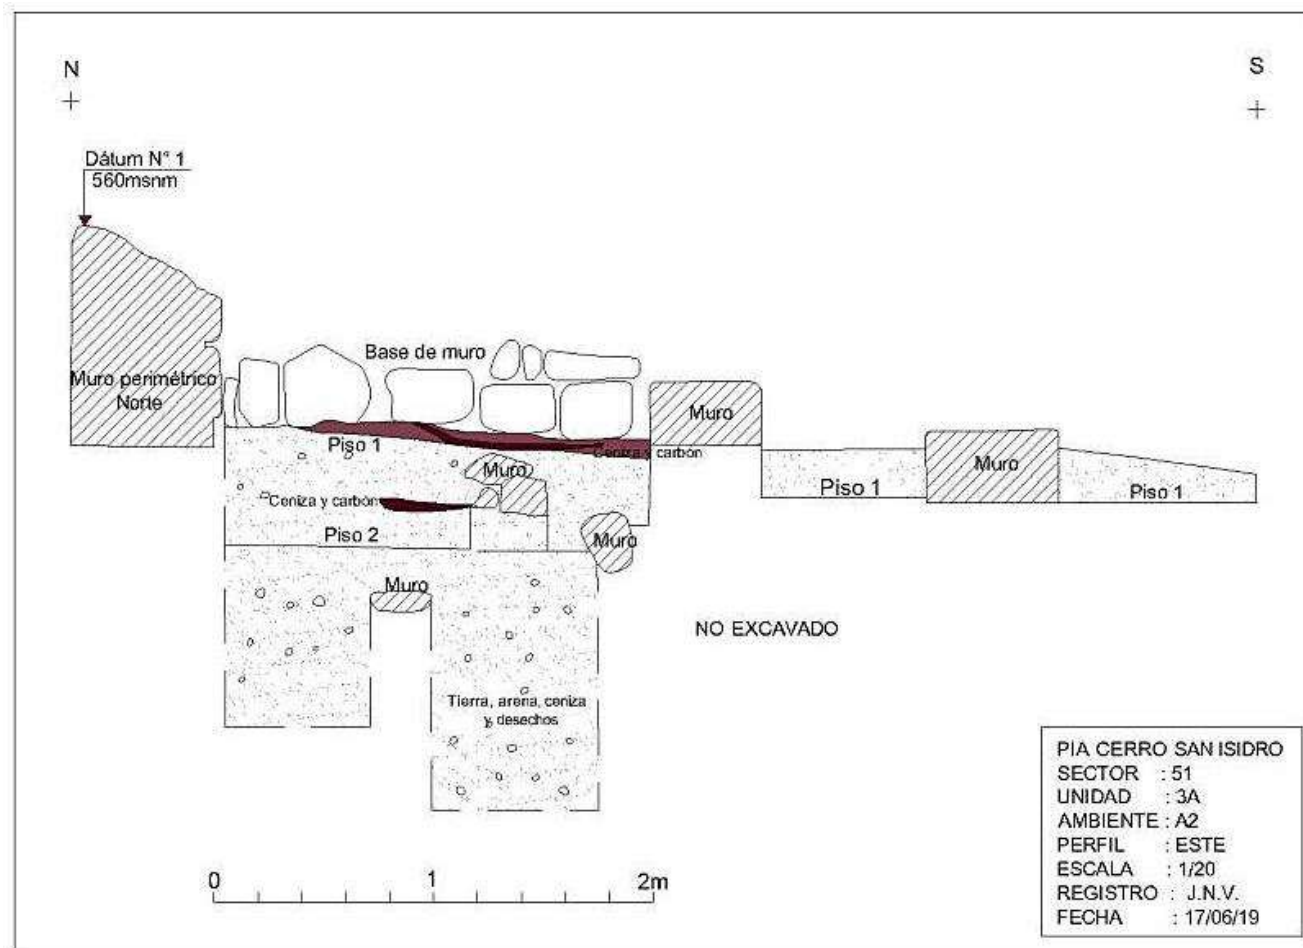 N
S
Dátum N° 1
560msnm
Base de muro
Muro perimétrico
Norte
Muro
Piso 1
Ceniza y carbón
Muro
Muro
Piso 1
Piso 1
Ceniza y carbón
Piso 2
Muro
Muro
NO EXCAVADO
Tierra, arena, ceniza
y desechos
0
1
2m
PIA CERRO SAN ISIDRO
SECTOR : 51
UNIDAD : 3A
AMBIENTE : A2
PERFIL : ESTE
ESCALA : 1/20
REGISTRO : J.N.V.
FECHA : 17/06/19